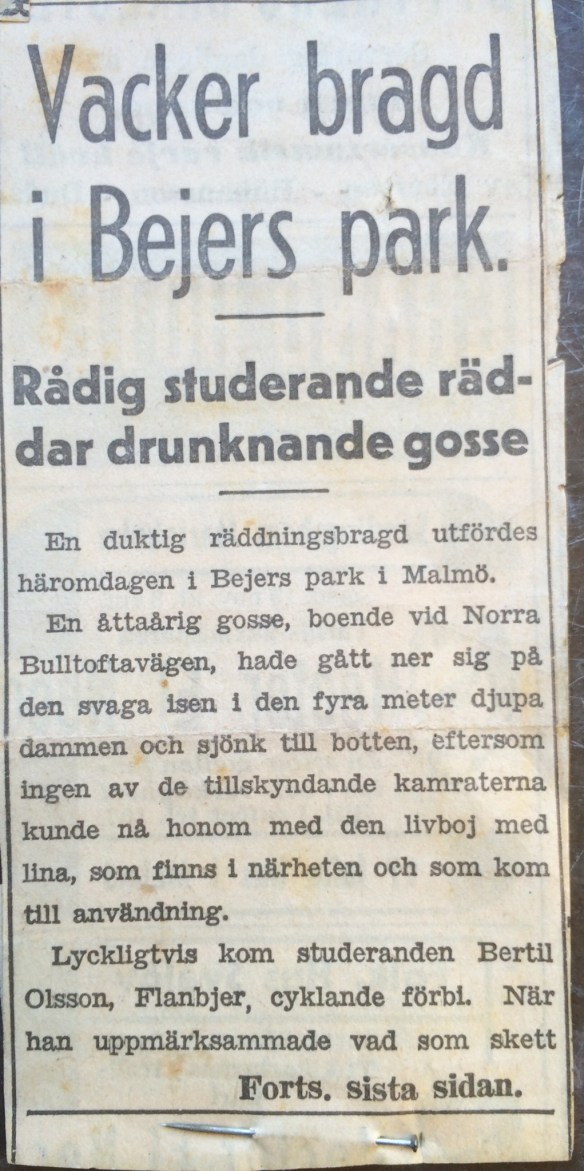 Vacker bragd
i Bejers park.
Rådig studerande räd-
dar drunknande gosse
En duktig räddningsbragd utfördes
häromdagen i Bejers park i Malmö.
En åttaårig gosse, boende vid Norra
Bulltoftavägen, hade gått ner sig på
den svaga isen i den fyra meter djupa
dammen och sjönk till botten, eftersom
ingen av de tillskyndande kamraterna
kunde nå honom med den livboj med
lina, som finns i närheten och som kom
till användning.
Lyckligtvis kom studeranden Bertil
Olsson, Flanbjer, cyklande förbi. När
han uppmärksammade vad som skett
Forts. sista sidan.